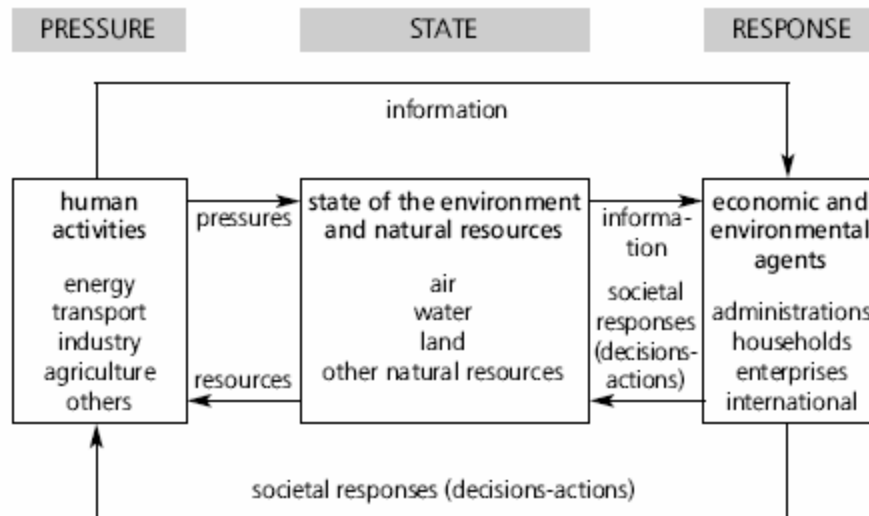 PRESSURE
STATE
RESPONSE
information
human
activities
energy
transport
industry
agriculture
others
pressures
resources
state of the environment
and natural resources
air
water
land
other natural resources
informa-
tion
societal
responses
(decisions-
actions)
economic and
environmental
agents
administrations
households
enterprises
international
societal responses (decisions-actions)